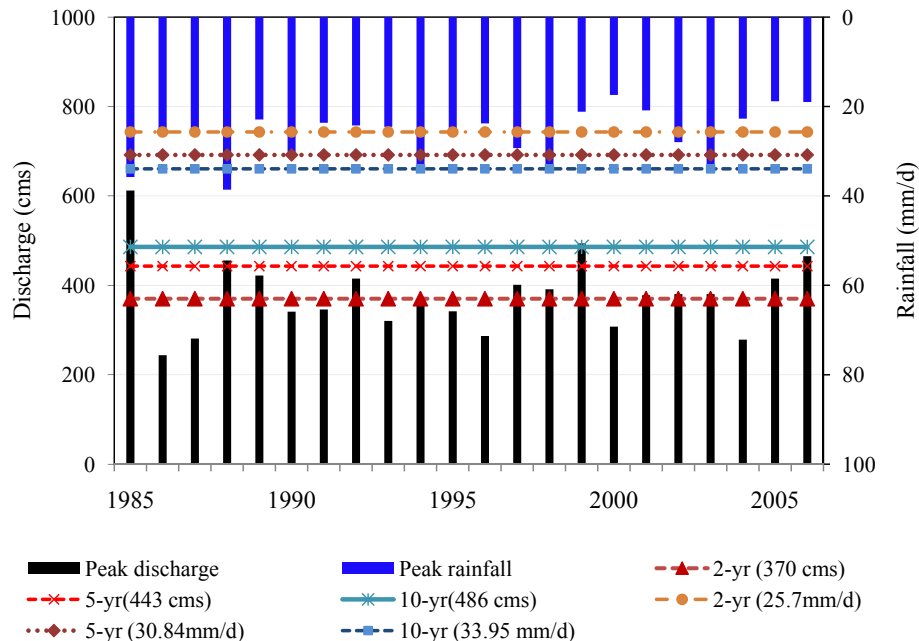 1000
800
600
400
200
0
Discharge (cms)
0
20
40
60
80
100
Rainfall (mm/d)
1985 1990 1995 2000 2005
Peak discharge Peak rainfall 2-yr (370 cms)
5-yr(443 cms) 10-yr(486 cms) 2-yr (25.7mm/d)
5-yr (30.84mm/d) 10-yr (33.95 mm/d)